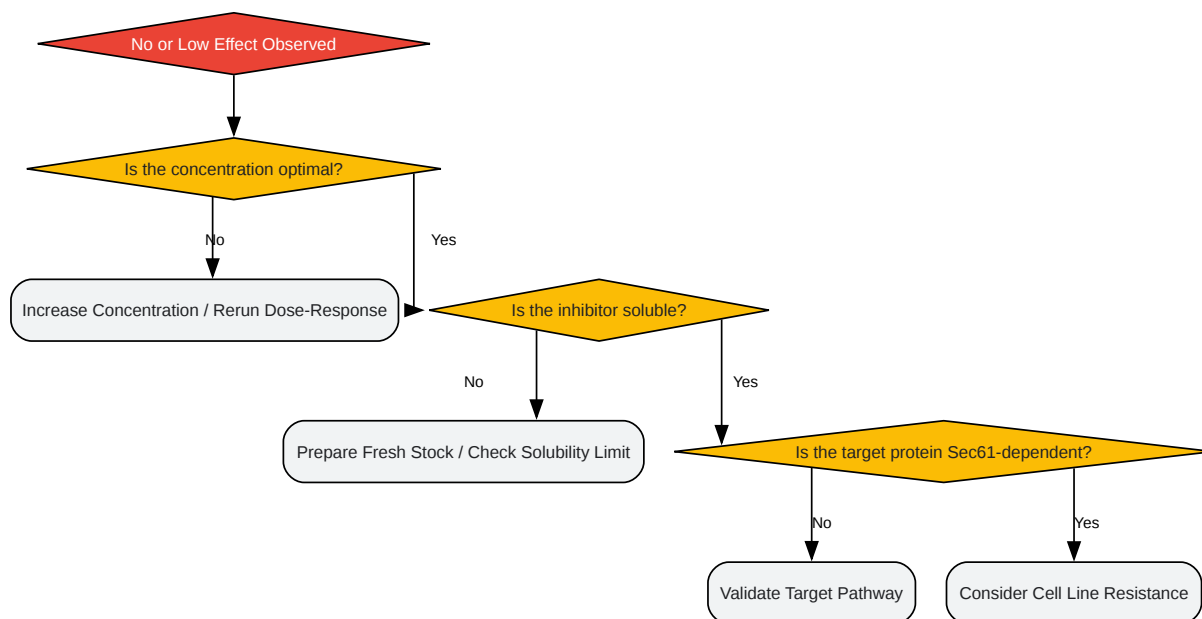 No or Low Effect Observed
Is the concentration optimal?
No
Yes
Increase Concentration / Rerun Dose-Response
Is the inhibitor soluble?
No
Yes
Prepare Fresh Stock / Check Solubility Limit
Is the target protein Sec61-dependent?
No
Yes
Validate Target Pathway
Consider Cell Line Resistance